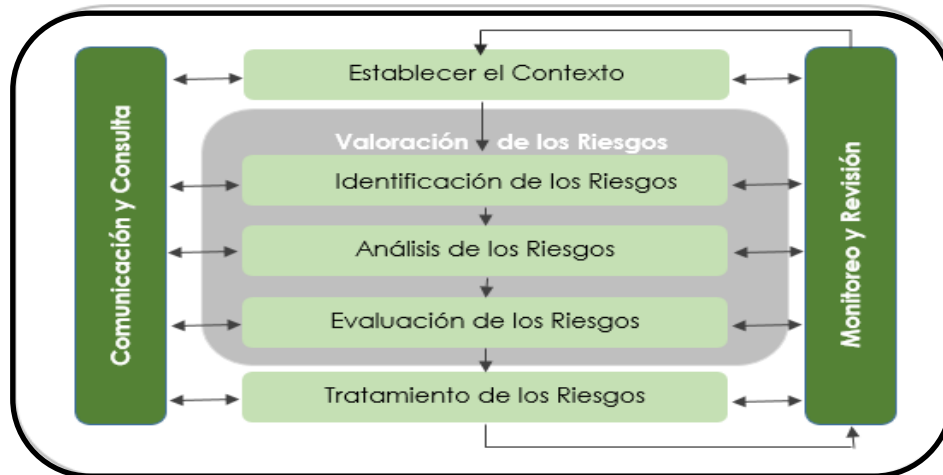 Comunicación y Consulta
Establecer el Contexto
Valoración de los Riesgos
Identificación de los Riesgos
Análisis de los Riesgos
Evaluación de los Riesgos
Tratamiento de los Riesgos
Monitoreo y Revisión